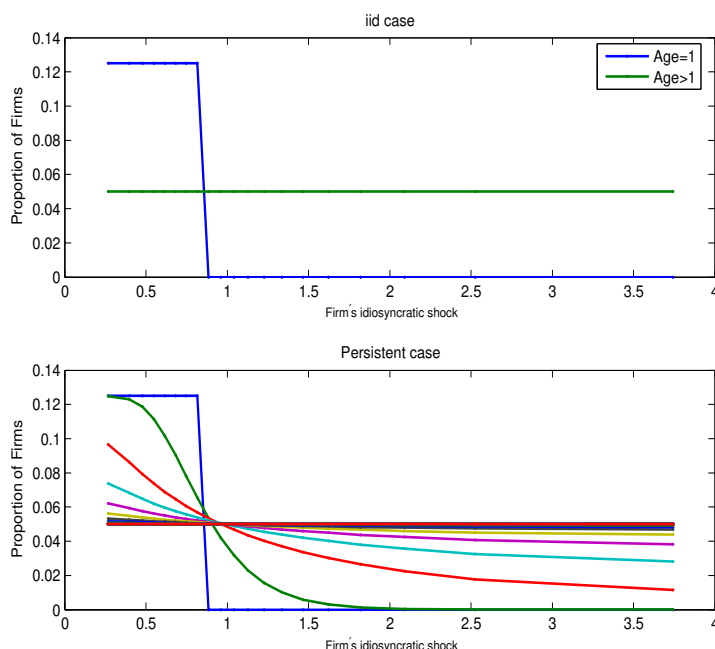 iid case
0.14
0.12
0.1
0.08
0.06
0.04
0.02
0
Proportion of Firms
Age=1
Age>1
0 0.5 1 1.5 2 2.5 3 3.5 4
Firm's idiosyncratic shock
Persistent case
0.14
0.12
0.1
0.08
0.06
0.04
0.02
0
Proportion of Firms
0 0.5 1 1.5 2 2.5 3 3.5 4
Firm's idiosyncratic shock